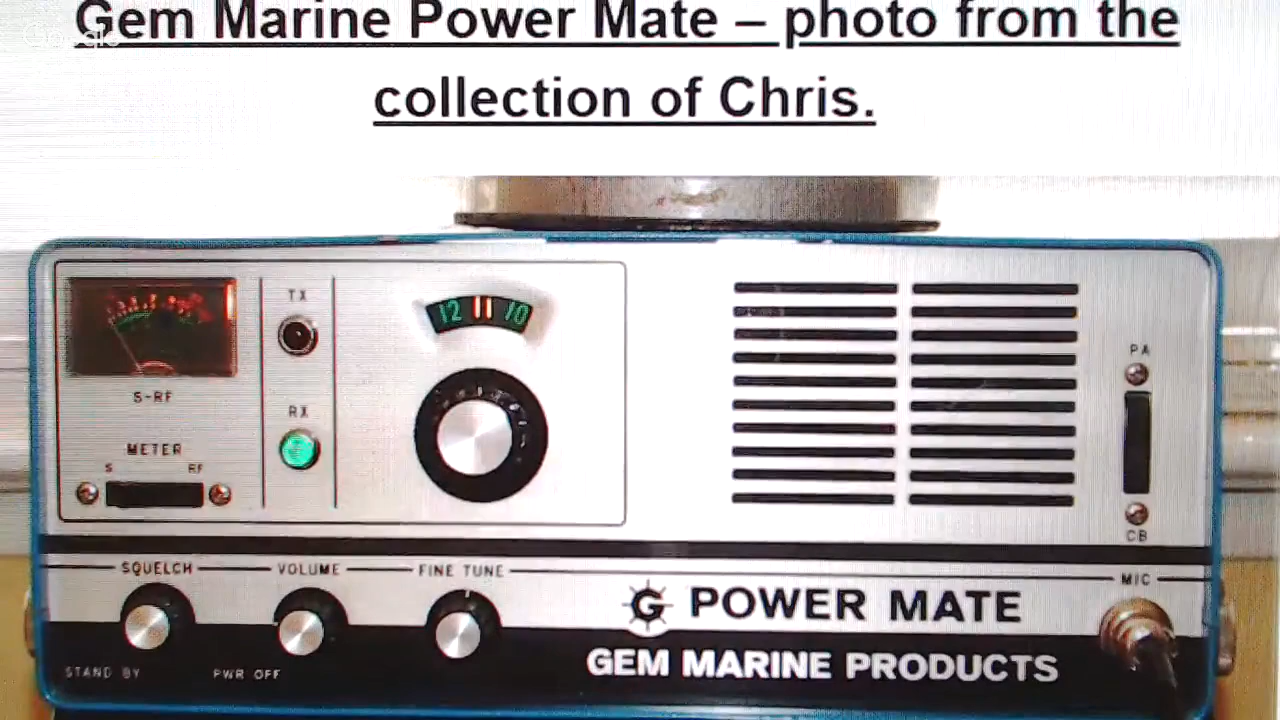 Gem Marine Power Mate – photo from the
collection of Chris.
Google
TX
12 11 10
PA
S-RF
RX
METER
S RF
CB
SQUELCH VOLUME FINE TUNE
MIC
G POWER MATE
GEM MARINE PRODUCTS
STAND BY PWR OFF